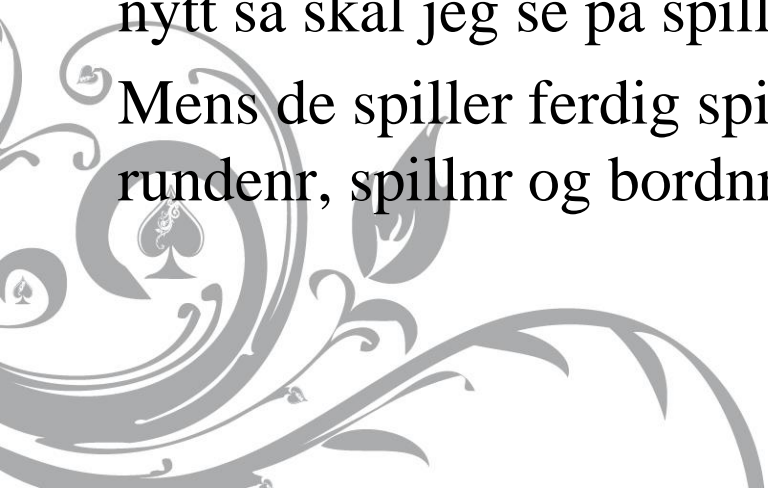 nytt så skal jeg se på spill
Mens de spiller ferdig spi
rundenr, spillnr og bordnr